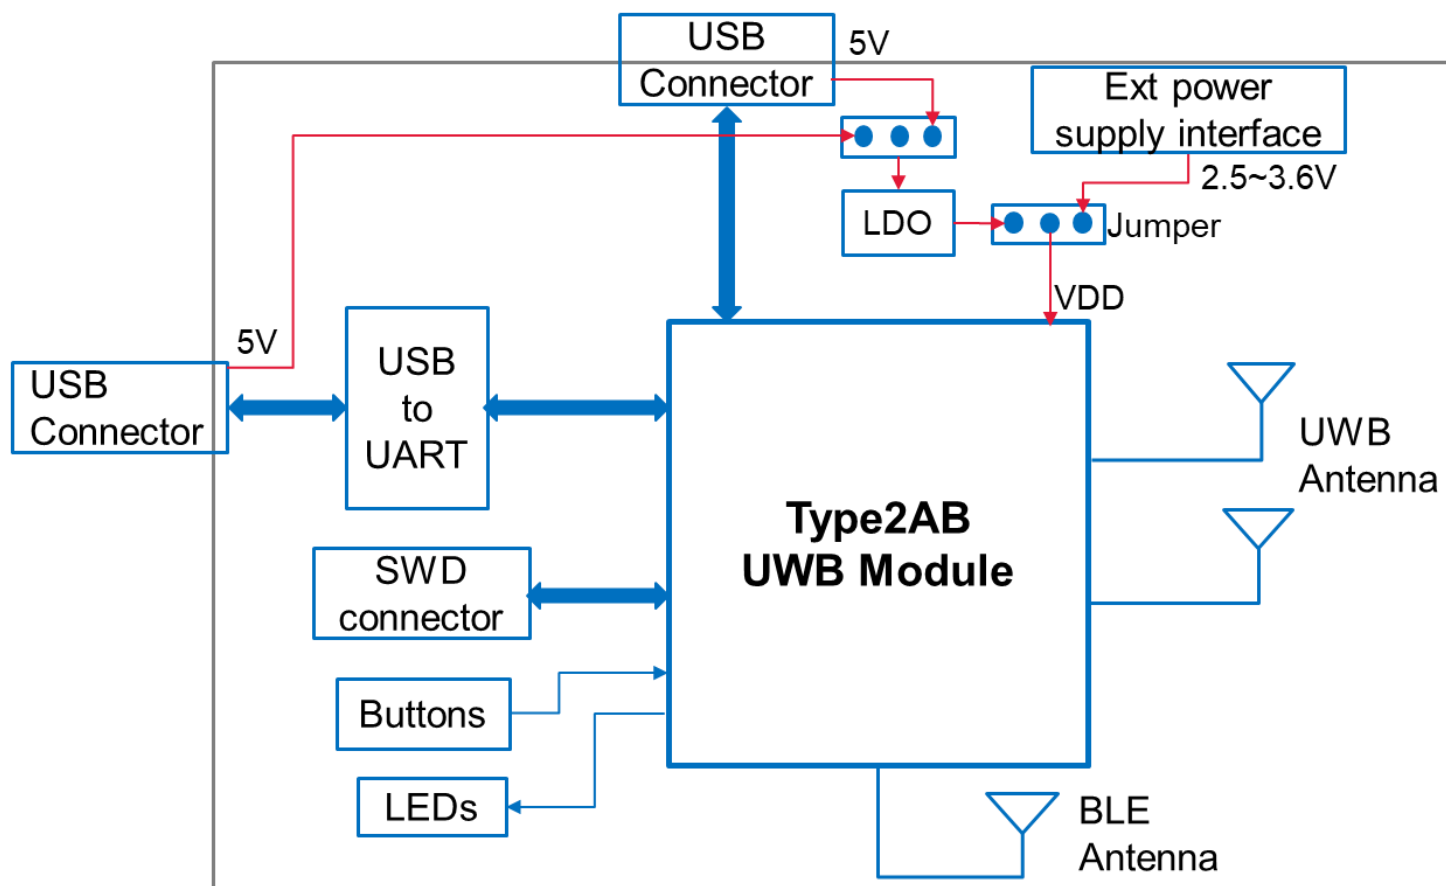 USB
Connector
5V
Ext power
supply interface
2.5~3.6V
LDO
Jumper
VDD
5V
USB
Connector
USB
to
UART
UWB
Antenna
Type2AB
UWB Module
SWD
connector
Buttons
LEDs
BLE
Antenna